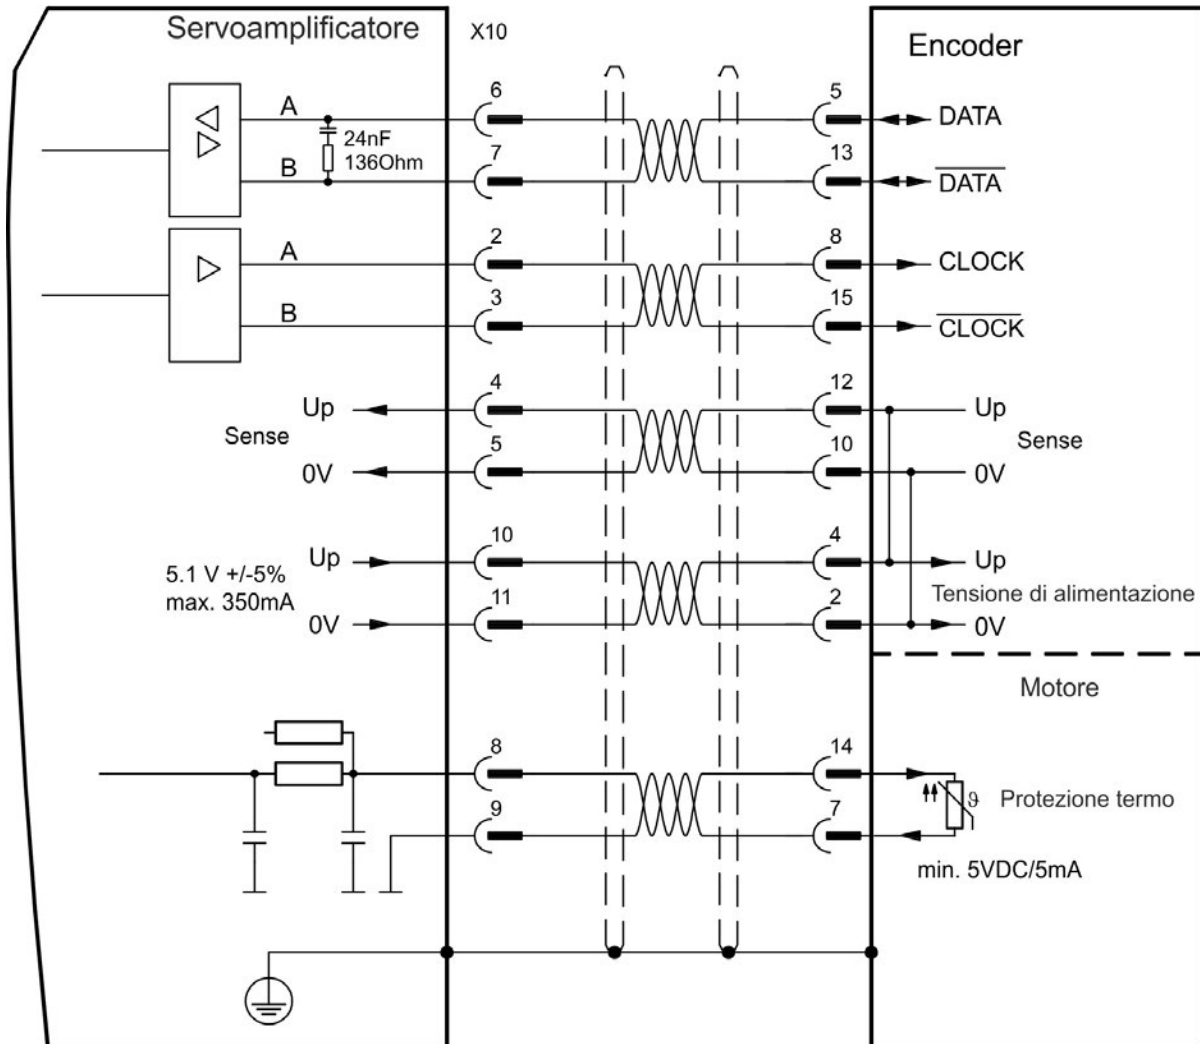 Servoamplificatore
X10
Encoder
A
24nF
136Ohm
B
6
7
5
13
DATA
DATA
A
B
2
3
8
15
CLOCK
CLOCK
Up
Sense
0V
4
5
12
10
Up
Sense
0V
5.1 V +/-5%
max. 350mA
Up
0V
10
11
4
2
Up
Tensione di alimentazione
0V
Motore
8
9
14
7
ϑ
Protezione termo
min. 5VDC/5mA